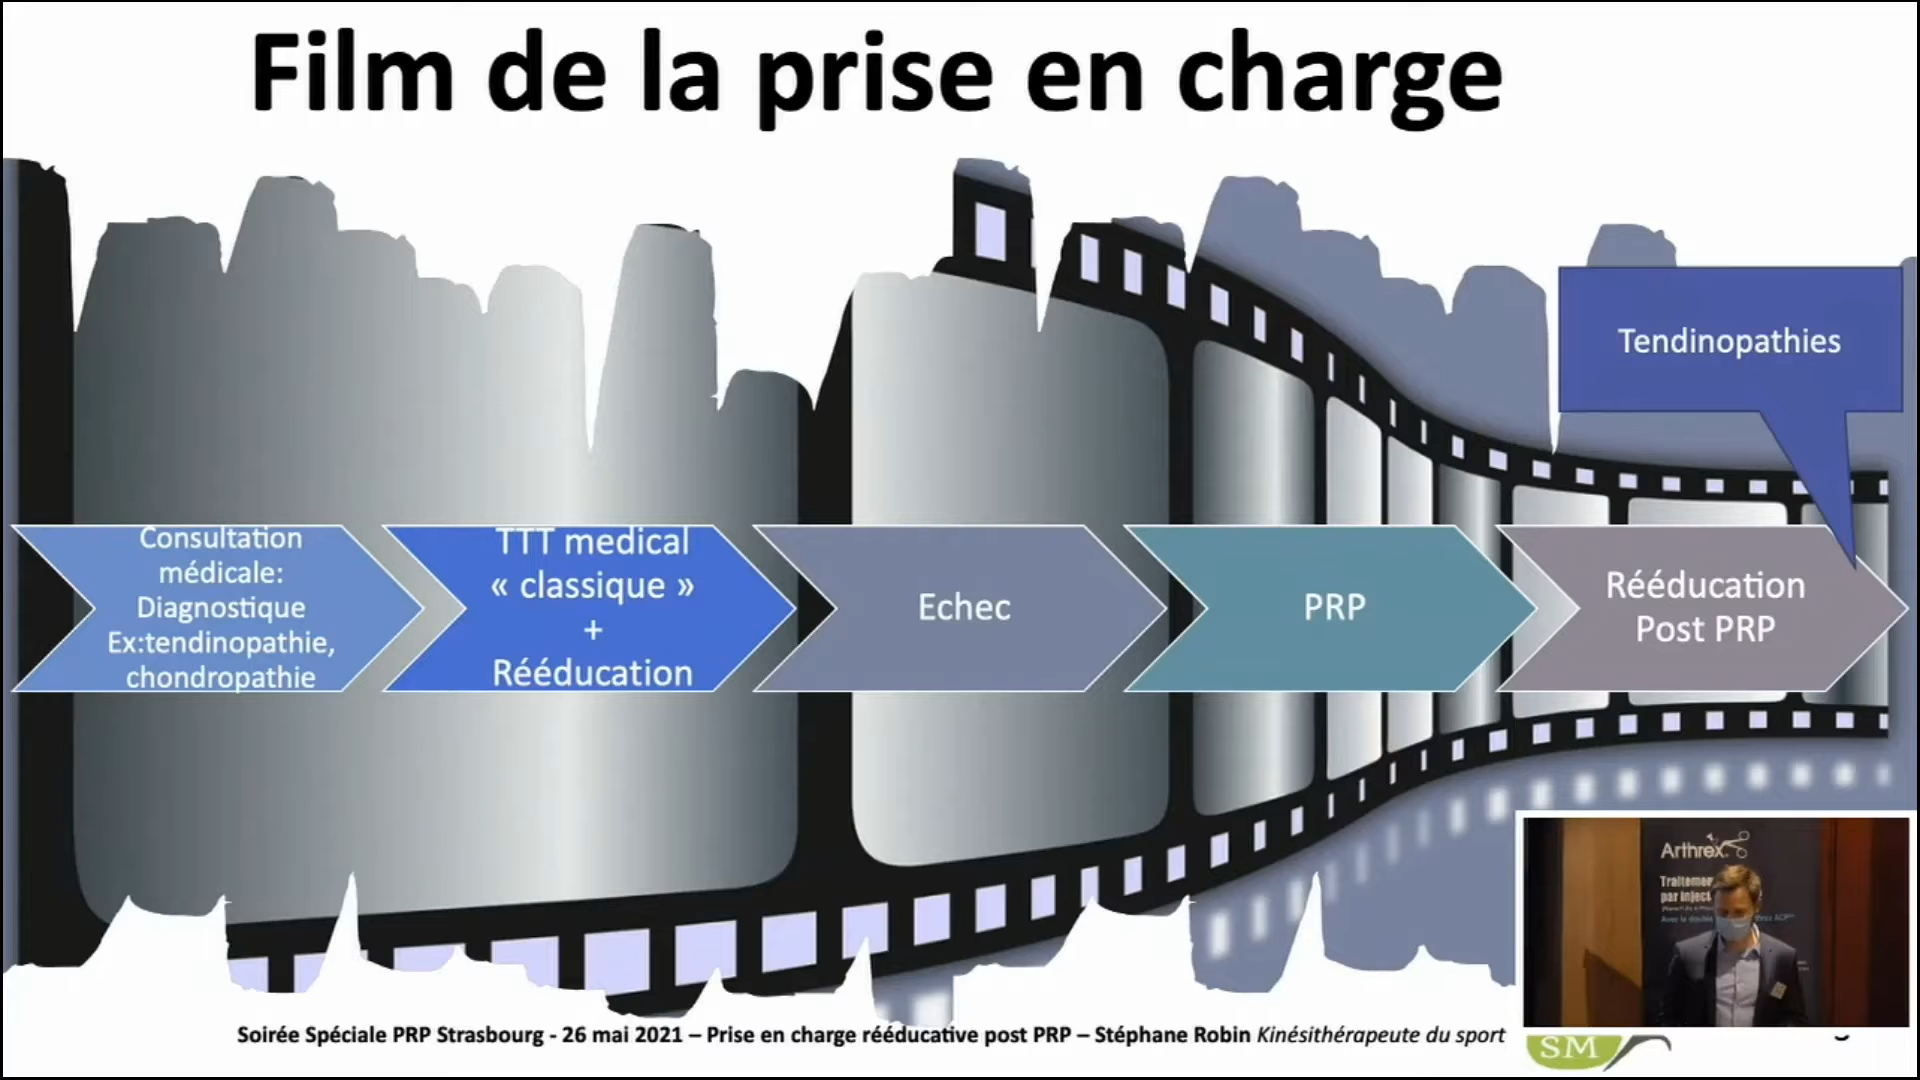 Film de la prise en charge
Tendinopathies
Consultation
médicale:
Diagnostique
Ex:tendinopathie,
chondropathie
TTT medical
« classique »
+
Rééducation
Echec
PRP
Rééducation
Post PRP
Arthrex
par inject
Soirée Spéciale PRP Strasbourg - 26 mai 2021 – Prise en charge rééducative post PRP – Stéphane Robin Kinésithérapeute du sport
SM